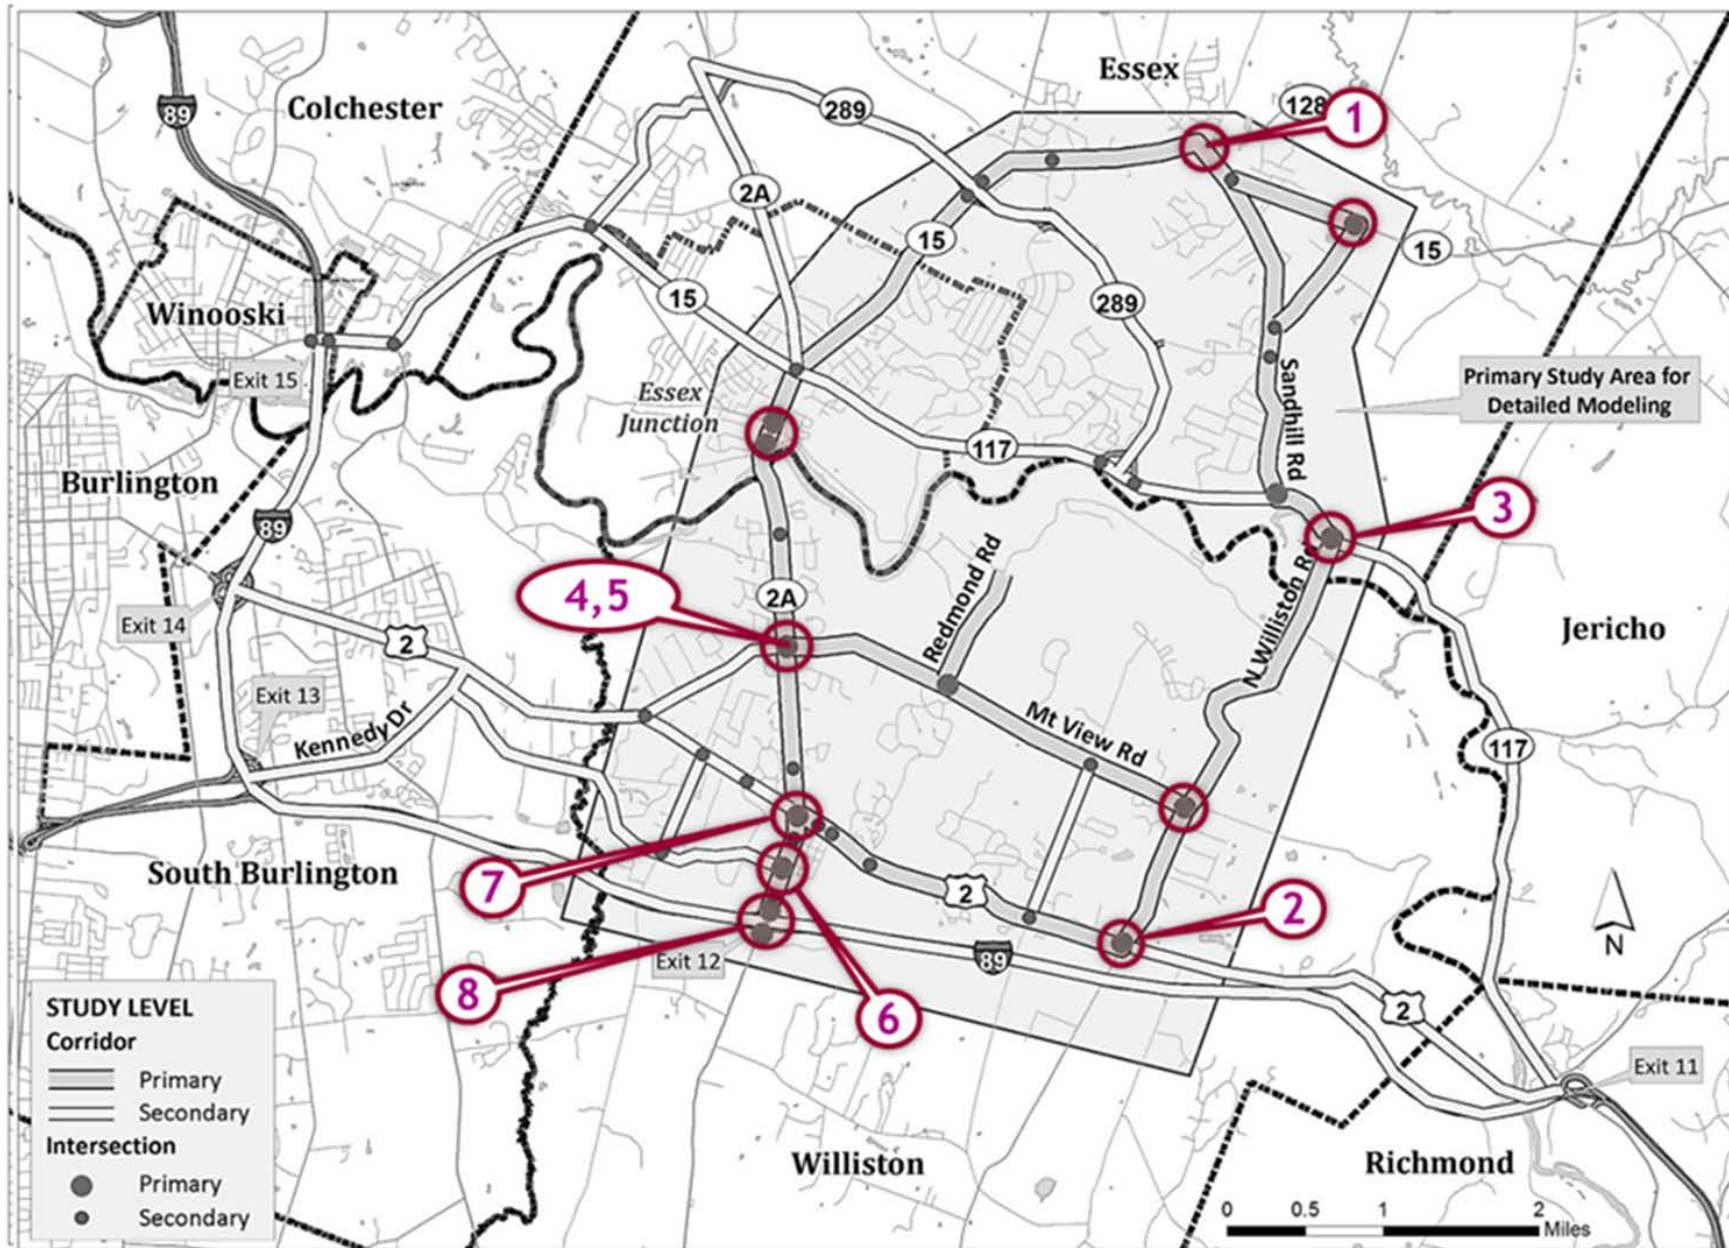 Essex
128
1
89
Colchester
289
2A
15
15
15
289
Winooski
Exit 15
Essex
Junction
Sandhill Rd
Primary Study Area for
Detailed Modeling
117
Burlington
89
3
4,5
2A
Redmond Rd
N Williston R
Exit 14
2
Jericho
Exit 13
Kennedy Dr
Mt View Rd
117
South Burlington
7
2
2
N
Exit 12
89
8
6
2
STUDY LEVEL
Corridor
Primary
Secondary
Intersection
Primary
Secondary
Exit 11
Williston
Richmond
0 0.5 1 2
Miles